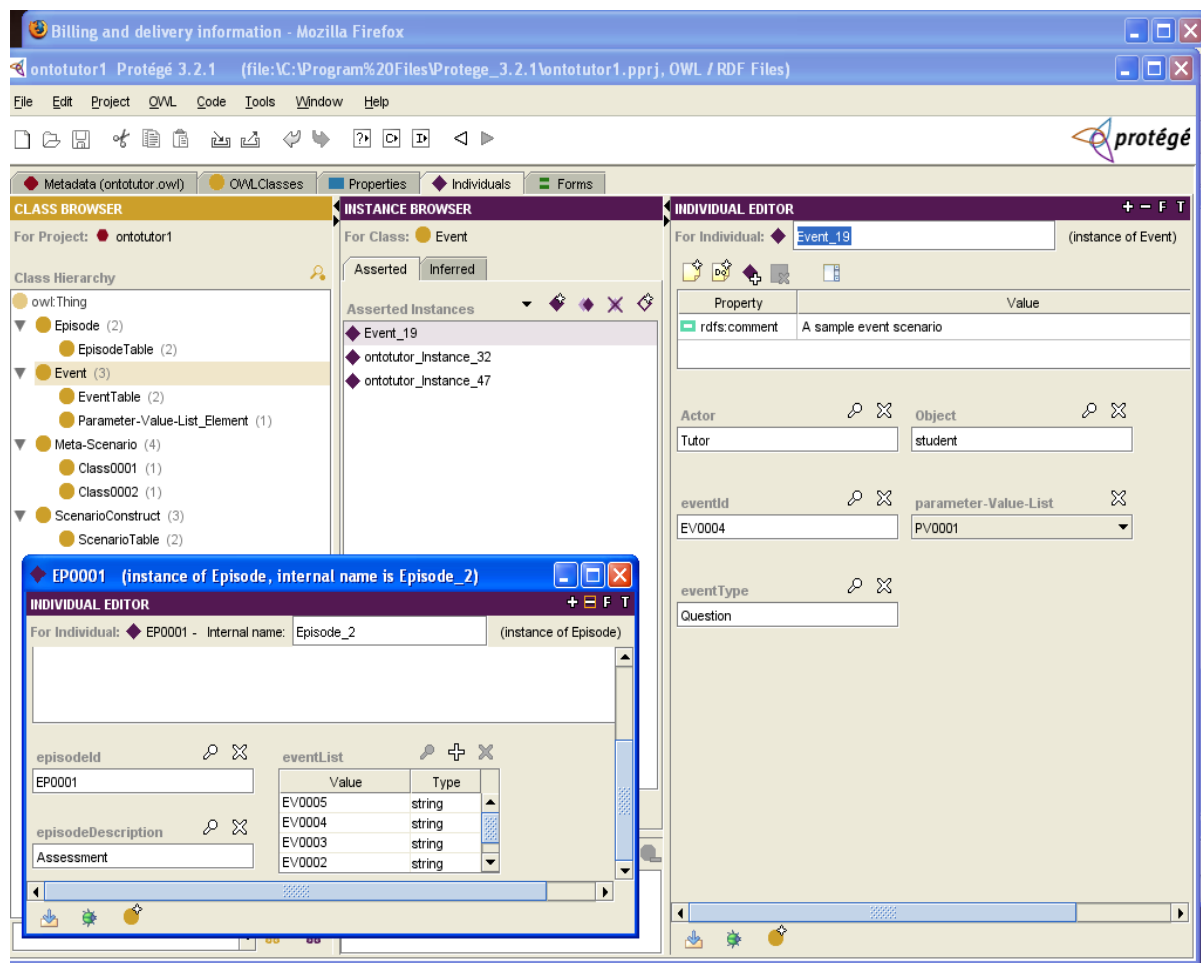 Billing and delivery information - Mozilla Firefox
ontotutor1 Protégé 3.2.1 (file:\C:\Program%20Files\Protege_3.2.1\ontotutor1.pprj, OWL / RDF Files)
File Edit Project OWL Code Tools Window Help
protégé
Metadata (ontotutor.owl) OWLClasses Properties Individuals Forms
CLASS BROWSER
For Project: ontotutor1
Class Hierarchy
owl:Thing
Episode (2)
EpisodeTable (2)
Event (3)
EventTable (2)
Parameter-Value-List_Element (1)
Meta-Scenario (4)
Class0001 (1)
Class0002 (1)
ScenarioConstruct (3)
ScenarioTable (2)
INSTANCE BROWSER
For Class: Event
Asserted Inferred
Asserted Instances
Event_19
ontotutor_Instance_32
ontotutor_Instance_47
INDIVIDUAL EDITOR + − F T
For Individual: Event_19 (instance of Event)
Property Value
rdfs:comment A sample event scenario
Actor Object
Tutor student
eventId parameter-Value-List
EV0004 PV0001
eventType
Question
EP0001 (instance of Episode, internal name is Episode_2)
INDIVIDUAL EDITOR + F T
For Individual: EP0001 - Internal name: Episode_2 (instance of Episode)
episodeId eventList
EP0001 Value Type
EV0005 string
EV0004 string
episodeDescription EV0003 string
Assessment EV0002 string